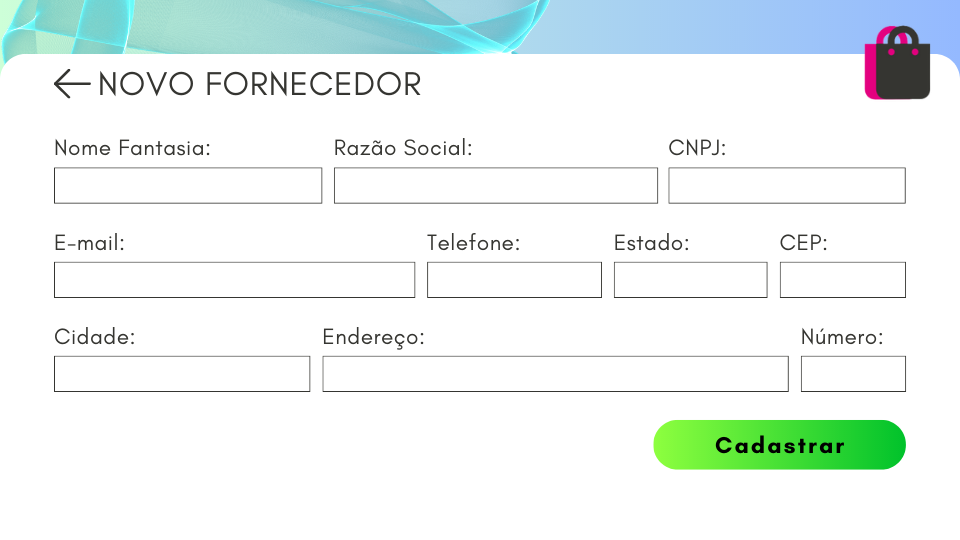 NOVO FORNECEDOR
Nome Fantasia: Razão Social: CNPJ:
E-mail: Telefone: Estado: CEP:
Cidade: Endereço: Número:
Cadastrar